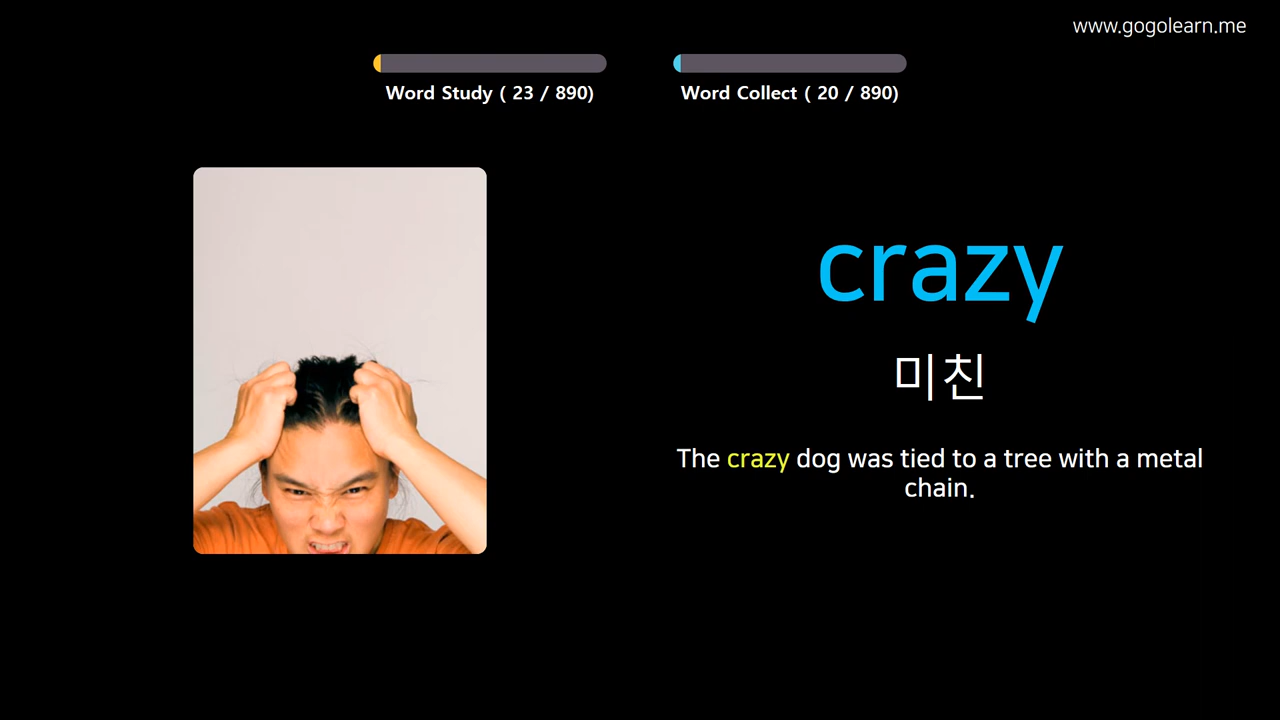 www.gogolearn.me
Word Study ( 23 / 890)
Word Collect ( 20 / 890)
crazy
미친
The crazy dog was tied to a tree with a metal
chain.